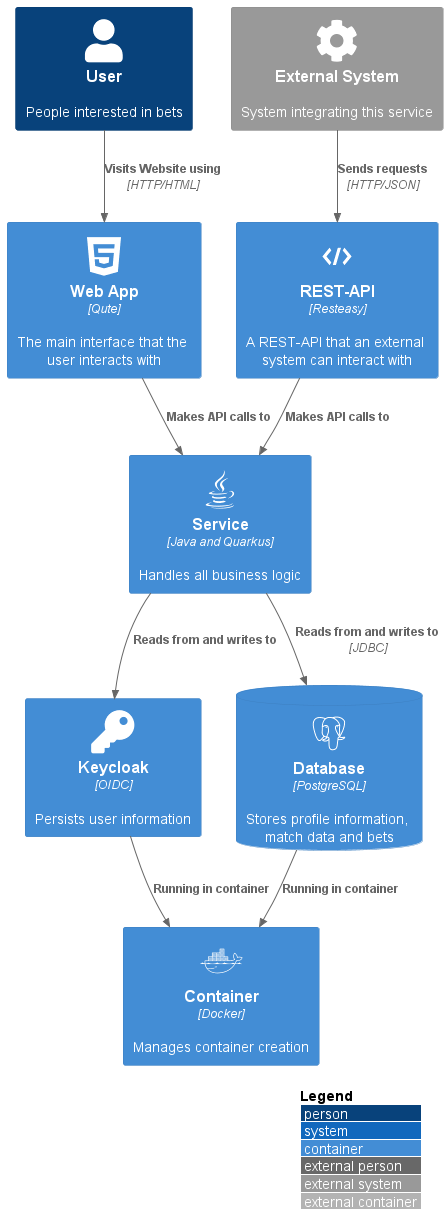 User
People interested in bets
External System
System integrating this service
Visits Website using
[HTTP/HTML]
Sends requests
[HTTP/JSON]
Web App
[Qute]
The main interface that the
user interacts with
REST-API
[Resteasy]
A REST-API that an external
system can interact with
Makes API calls to
Makes API calls to
Service
[Java and Quarkus]
Handles all business logic
Reads from and writes to
Reads from and writes to
[JDBC]
Keycloak
[OIDC]
Persists user information
Database
[PostgreSQL]
Stores profile information,
match data and bets
Running in container
Running in container
Container
[Docker]
Manages container creation
Legend
person
system
container
external person
external system
external container